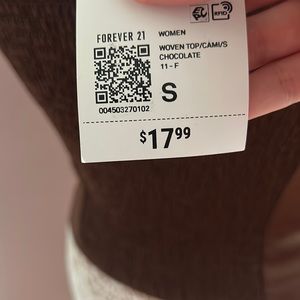 RFID
FOREVER 21
WOMEN
WOVEN TOP/CAMI/S
CHOCOLATE
11 - F
S
004503270102
$17.99